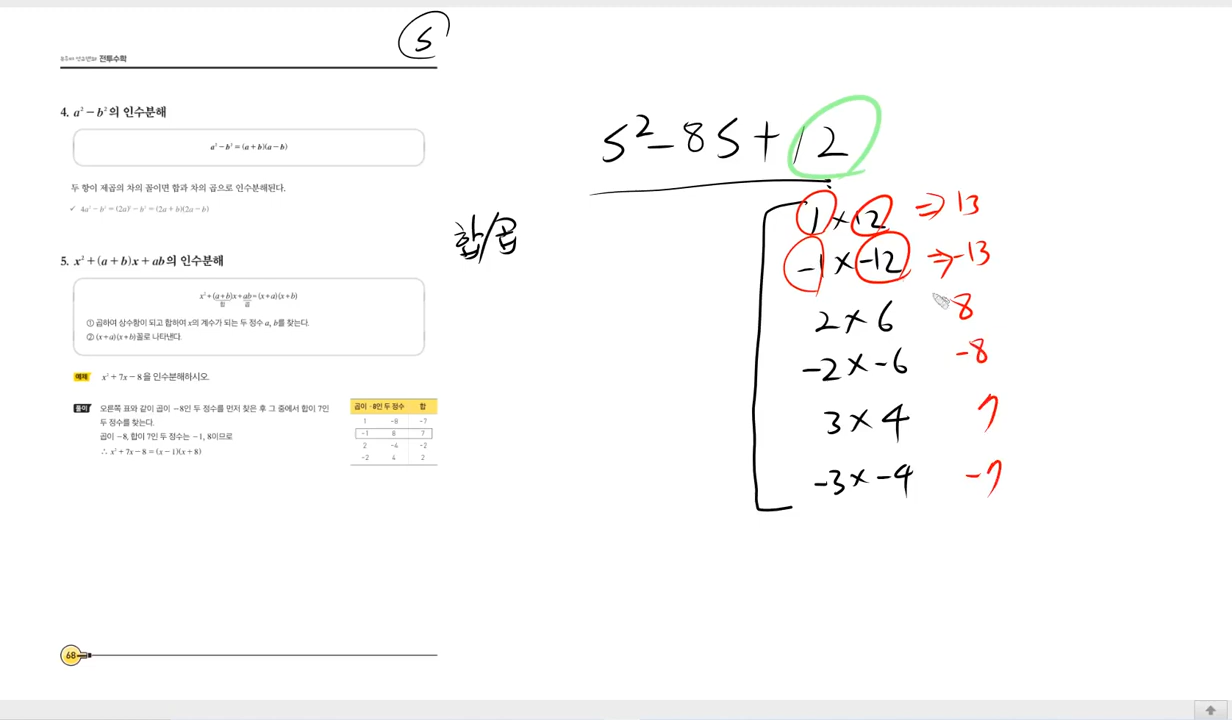 S
전투수학
4. a² − b² 의 인수분해
a² − b² = (a + b)(a − b)
두 항이 제곱의 차의 꼴이면 합과 차의 곱으로 인수분해된다.
✓ 4a² − b² = (2a)² − b² = (2a + b)(2a − b)
5. x² + (a + b)x + ab의 인수분해
x² + (a+b)x + ab = (x+a)(x+b)
합 곱
① 곱하여 상수항이 되고 합하여 x의 계수가 되는 두 정수 a, b를 찾는다.
② (x+a)(x+b)꼴로 나타낸다.
예제 x² + 7x − 8을 인수분해하시오.
풀이 오른쪽 표와 같이 곱이 −8인 두 정수를 먼저 찾은 후 그 중에서 합이 7인
두 정수를 찾는다.
곱이 −8, 합이 7인 두 정수는 −1, 8이므로
∴ x² + 7x − 8 = (x − 1)(x + 8)
곱이 −8인 두 정수 합
1 −8 −7
−1 8 7
2 −4 −2
−2 4 2
68
합/곱
S² − 8S + 12
1 × 12 ⇒ 13
-1 × -12 ⇒ -13
2 × 6 8
-2 × -6 -8
3 × 4 7
-3 × -4 -7